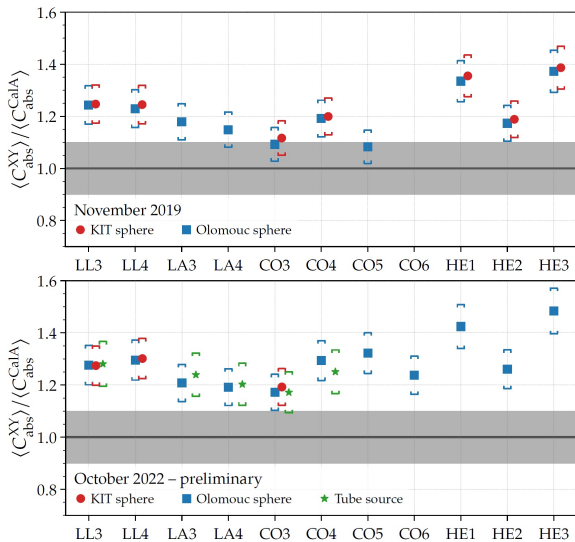 1.6
1.4
1.2
1.0
0.8
⟨C_abs^XY⟩/⟨C_abs^CalA⟩
November 2019
KIT sphere Olomouc sphere
LL3 LL4 LA3 LA4 CO3 CO4 CO5 CO6 HE1 HE2 HE3
1.6
1.4
1.2
1.0
0.8
⟨C_abs^XY⟩/⟨C_abs^CalA⟩
October 2022 – preliminary
KIT sphere Olomouc sphere Tube source
LL3 LL4 LA3 LA4 CO3 CO4 CO5 CO6 HE1 HE2 HE3